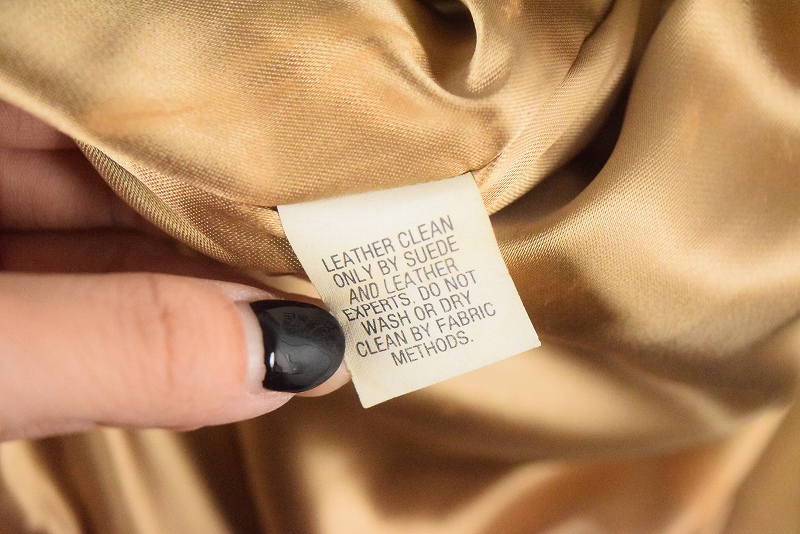 LEATHER CLEAN
ONLY BY SUEDE
AND LEATHER
EXPERTS. DO NOT
WASH OR DRY
CLEAN BY FABRIC
METHODS.